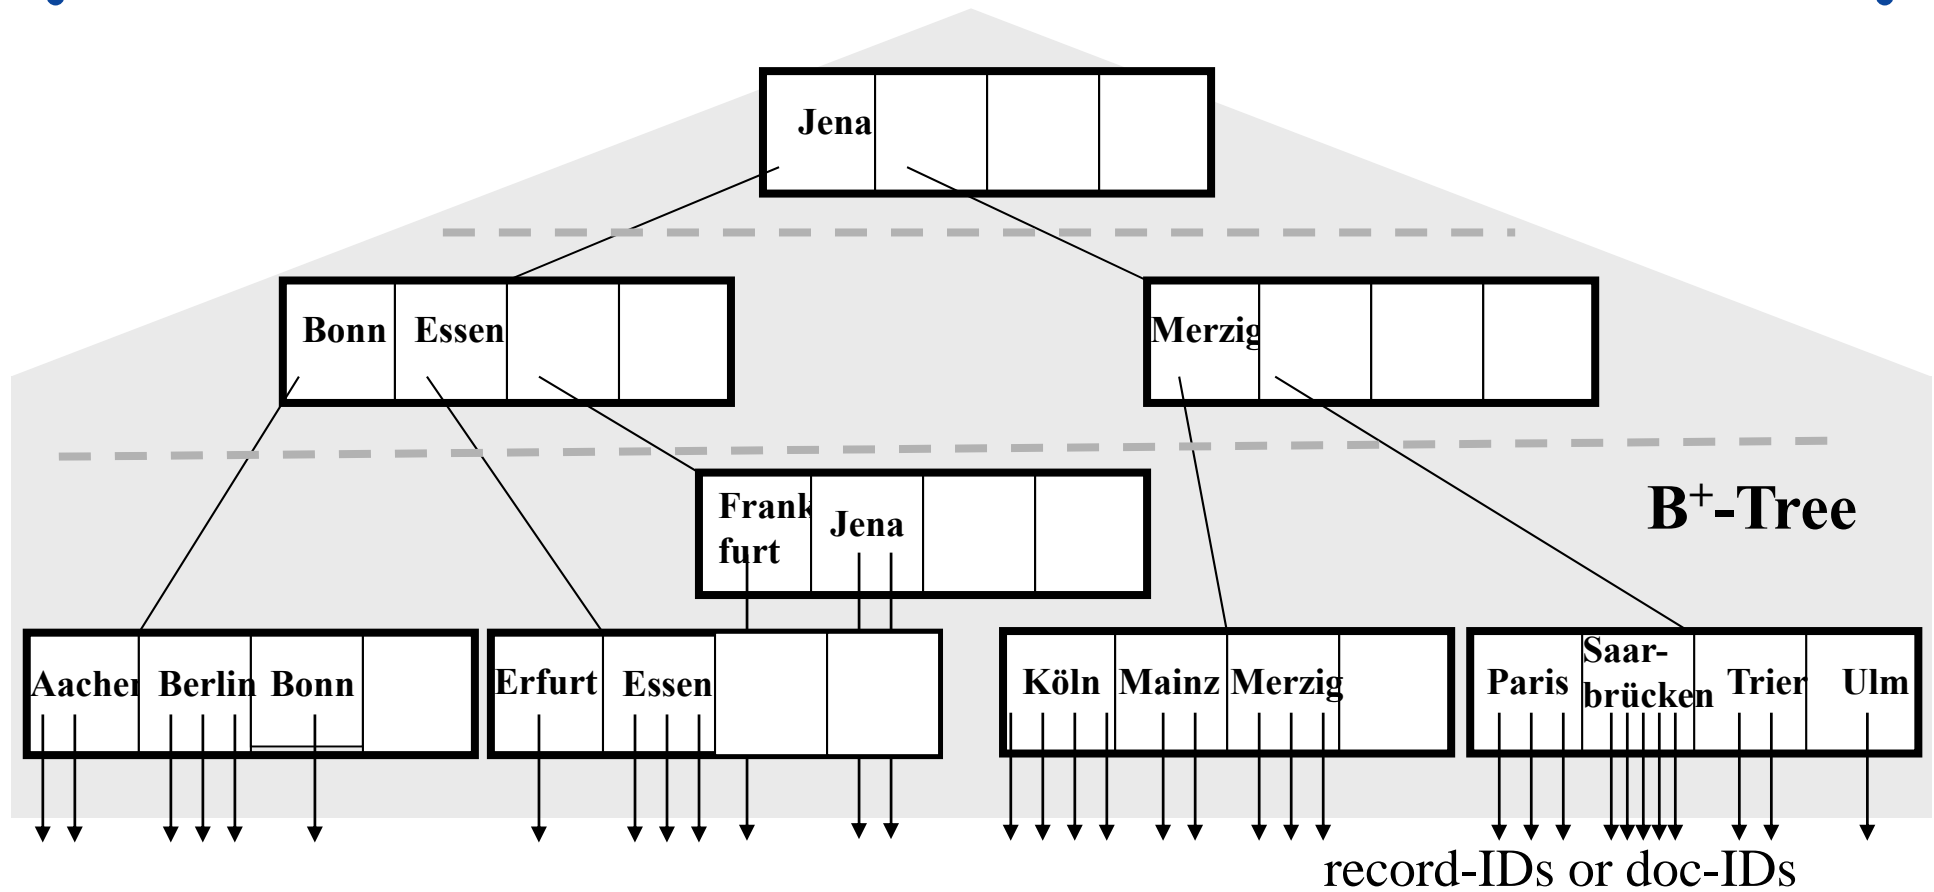 Jena
Bonn Essen
Merzig
B+-Tree
Frank
furt
Jena
Aachen Berlin Bonn
Erfurt Essen
Köln Mainz Merzig
Paris
Saar-
brücken
Trier Ulm
record-IDs or doc-IDs